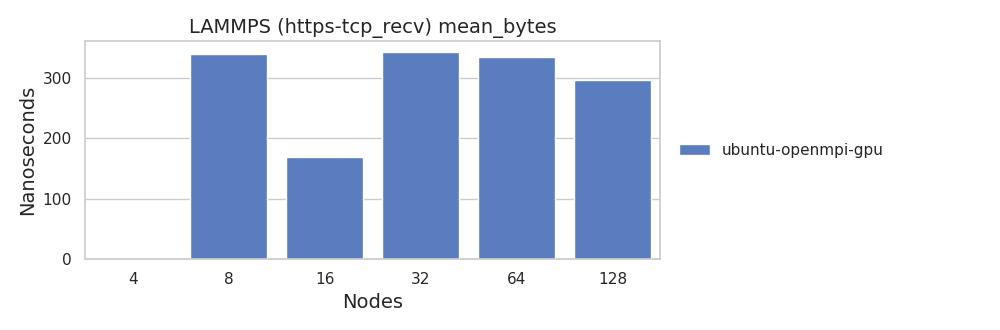 LAMMPS (https-tcp_recv) mean_bytes
Nanoseconds
300
200
100
0
4 8 16 32 64 128
Nodes
ubuntu-openmpi-gpu